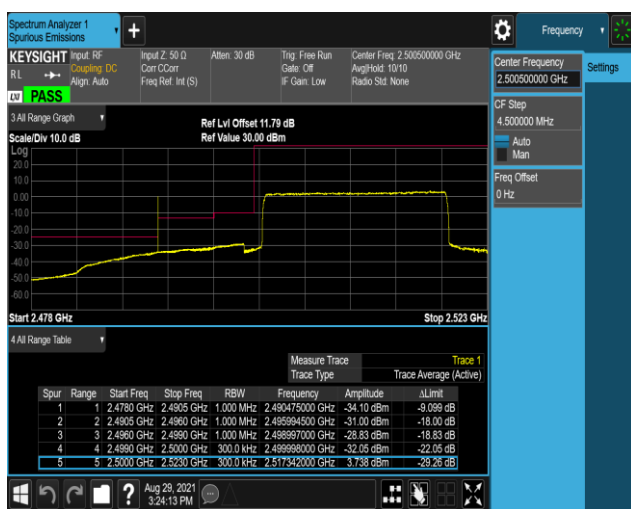 Spectrum Analyzer 1
Spurious Emissions
+
Frequency
KEYSIGHT Input: RF Input Z: 50 Ω Atten: 30 dB Trig: Free Run Center Freq: 2.500500000 GHz
RL Coupling: DC Corr CCorr Gate: Off Avg|Hold: 10/10
Align: Auto Freq Ref: Int (S) IF Gain: Low Radio Std: None
LXI PASS
Center Frequency
2.500500000 GHz
Settings
CF Step
4.500000 MHz
Auto
Man
Freq Offset
0 Hz
3 All Range Graph
Ref Lvl Offset 11.79 dB
Scale/Div 10.0 dB Ref Value 30.00 dBm
Log
20.0
10.0
0.00
-10.0
-20.0
-30.0
-40.0
-50.0
-60.0
Start 2.478 GHz Stop 2.523 GHz
4 All Range Table
Measure Trace Trace 1
Trace Type Trace Average (Active)
Spur Range Start Freq Stop Freq RBW Frequency Amplitude ΔLimit
1 1 2.4780 GHz 2.4905 GHz 1.000 MHz 2.490475000 GHz -34.10 dBm -9.099 dB
2 2 2.4905 GHz 2.4960 GHz 1.000 MHz 2.495994500 GHz -31.00 dBm -18.00 dB
3 3 2.4960 GHz 2.4990 GHz 1.000 MHz 2.498997000 GHz -28.83 dBm -18.83 dB
4 4 2.4990 GHz 2.5000 GHz 300.0 kHz 2.499998000 GHz -32.05 dBm -22.05 dB
5 5 2.5000 GHz 2.5230 GHz 300.0 kHz 2.517342000 GHz 3.738 dBm -29.26 dB
?
Aug 29, 2021
3:24:13 PM